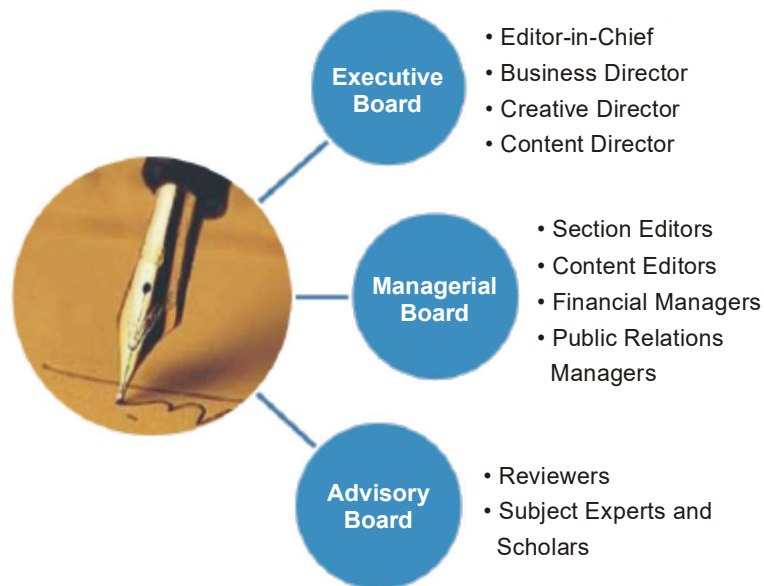 Executive
Board
• Editor-in-Chief
• Business Director
• Creative Director
• Content Director
Managerial
Board
• Section Editors
• Content Editors
• Financial Managers
• Public Relations
Managers
Advisory
Board
• Reviewers
• Subject Experts and
Scholars